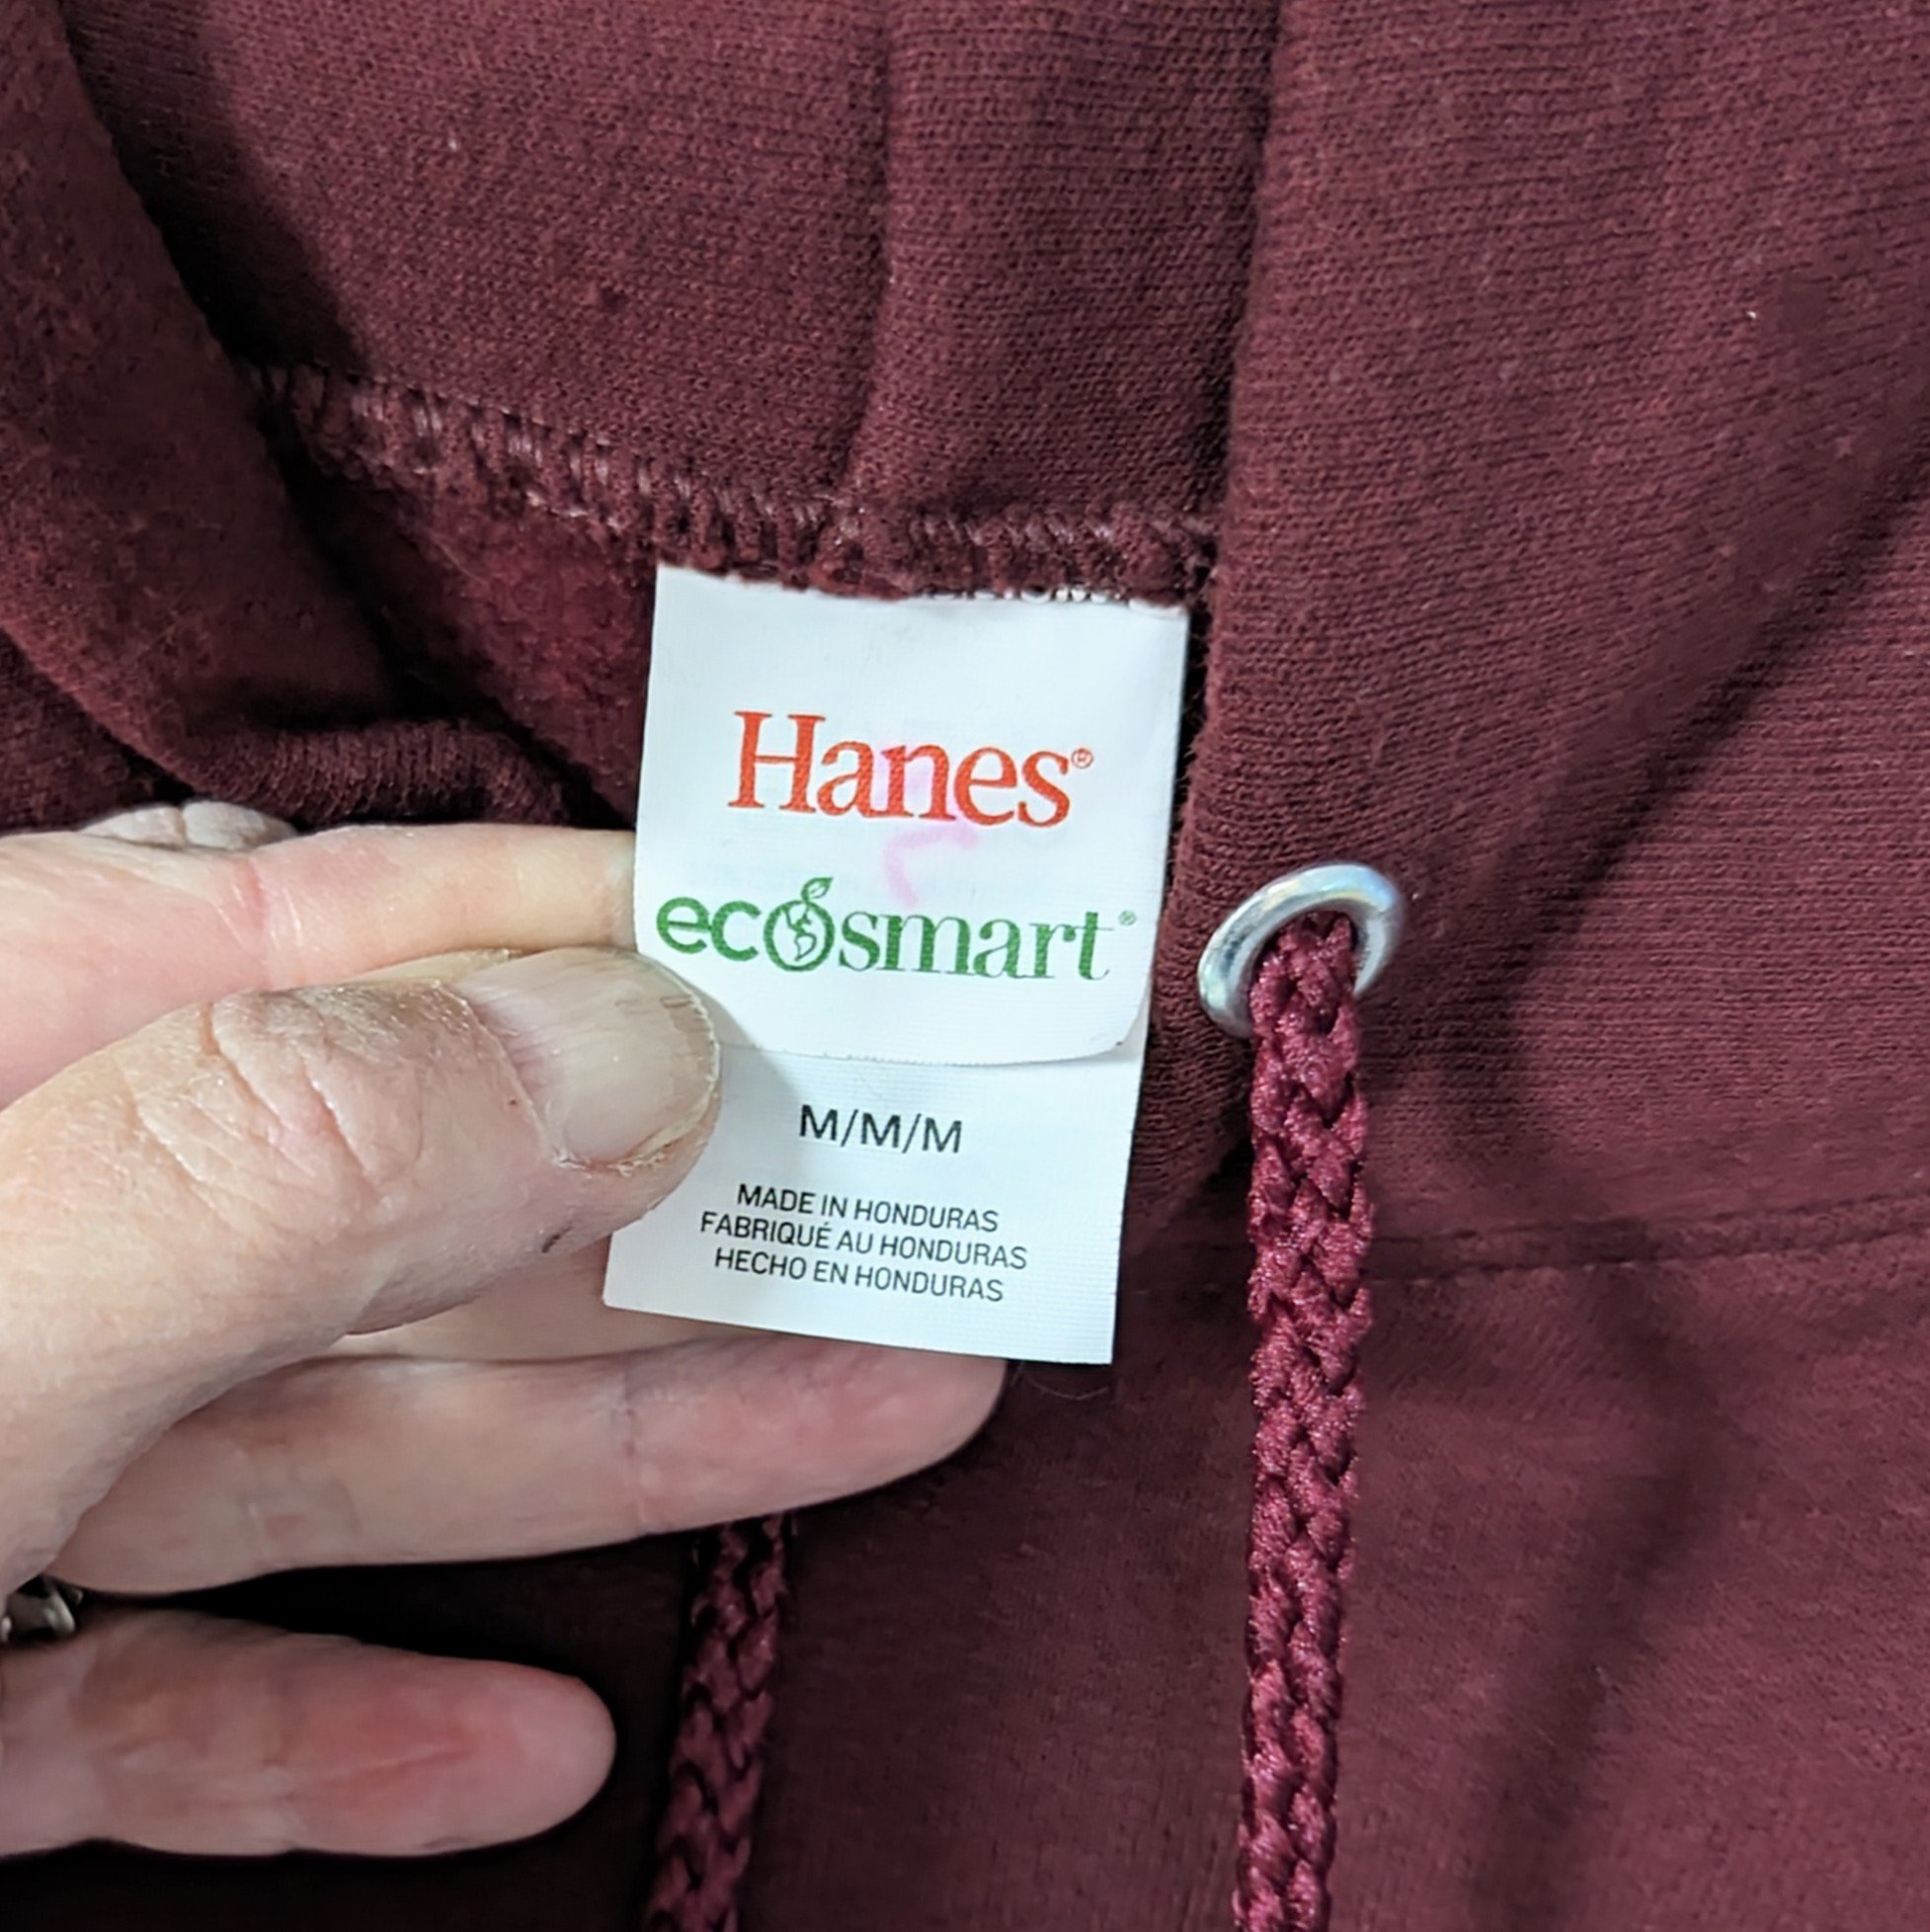 Hanes®
ecosmart®
M/M/M
MADE IN HONDURAS
FABRIQUÉ AU HONDURAS
HECHO EN HONDURAS